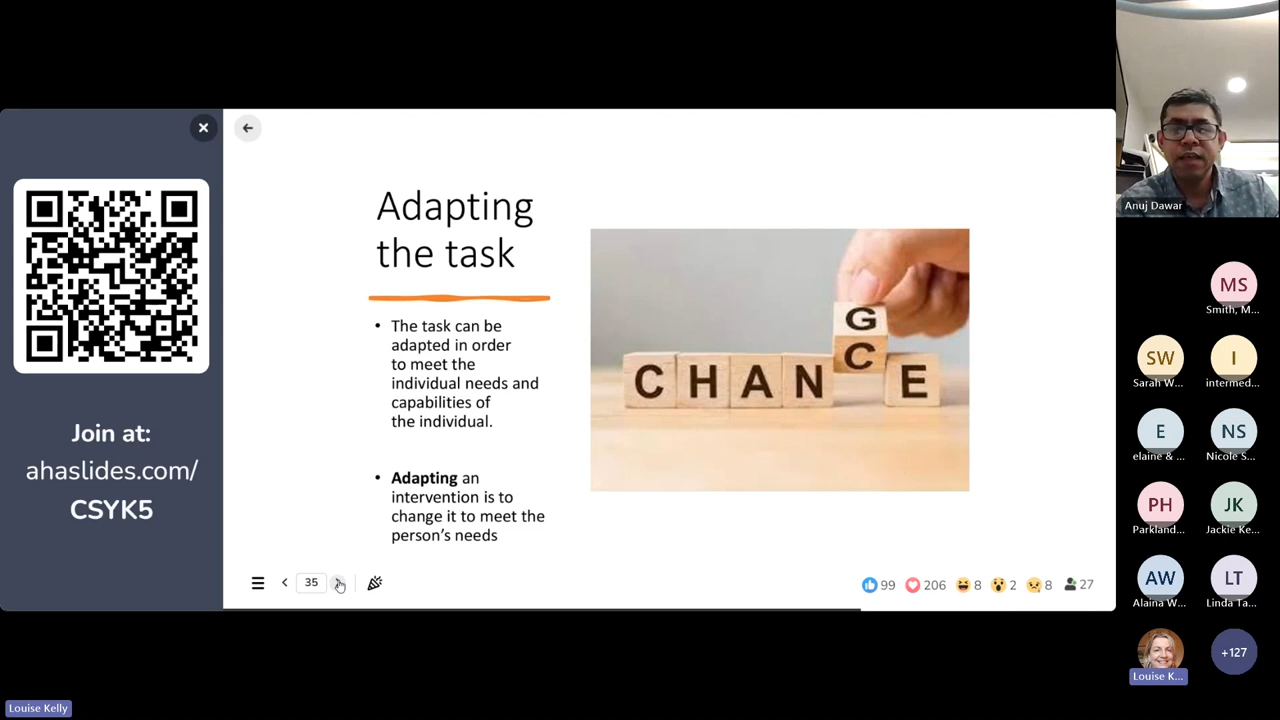 Join at:
ahaslides.com/
CSYK5
Adapting
the task
• The task can be
adapted in order
to meet the
individual needs and
capabilities of
the individual.
• Adapting an
intervention is to
change it to meet the
person's needs
G
CHANCE
35
99
206
8
2
8
27
Anuj Dawar
MS
Smith, M...
SW
Sarah W...
I
intermed...
E
elaine & ...
NS
Nicole S...
PH
Parkland...
JK
Jackie Ke...
AW
Alaina W...
LT
Linda Ta...
Louise K...
+127
Louise Kelly